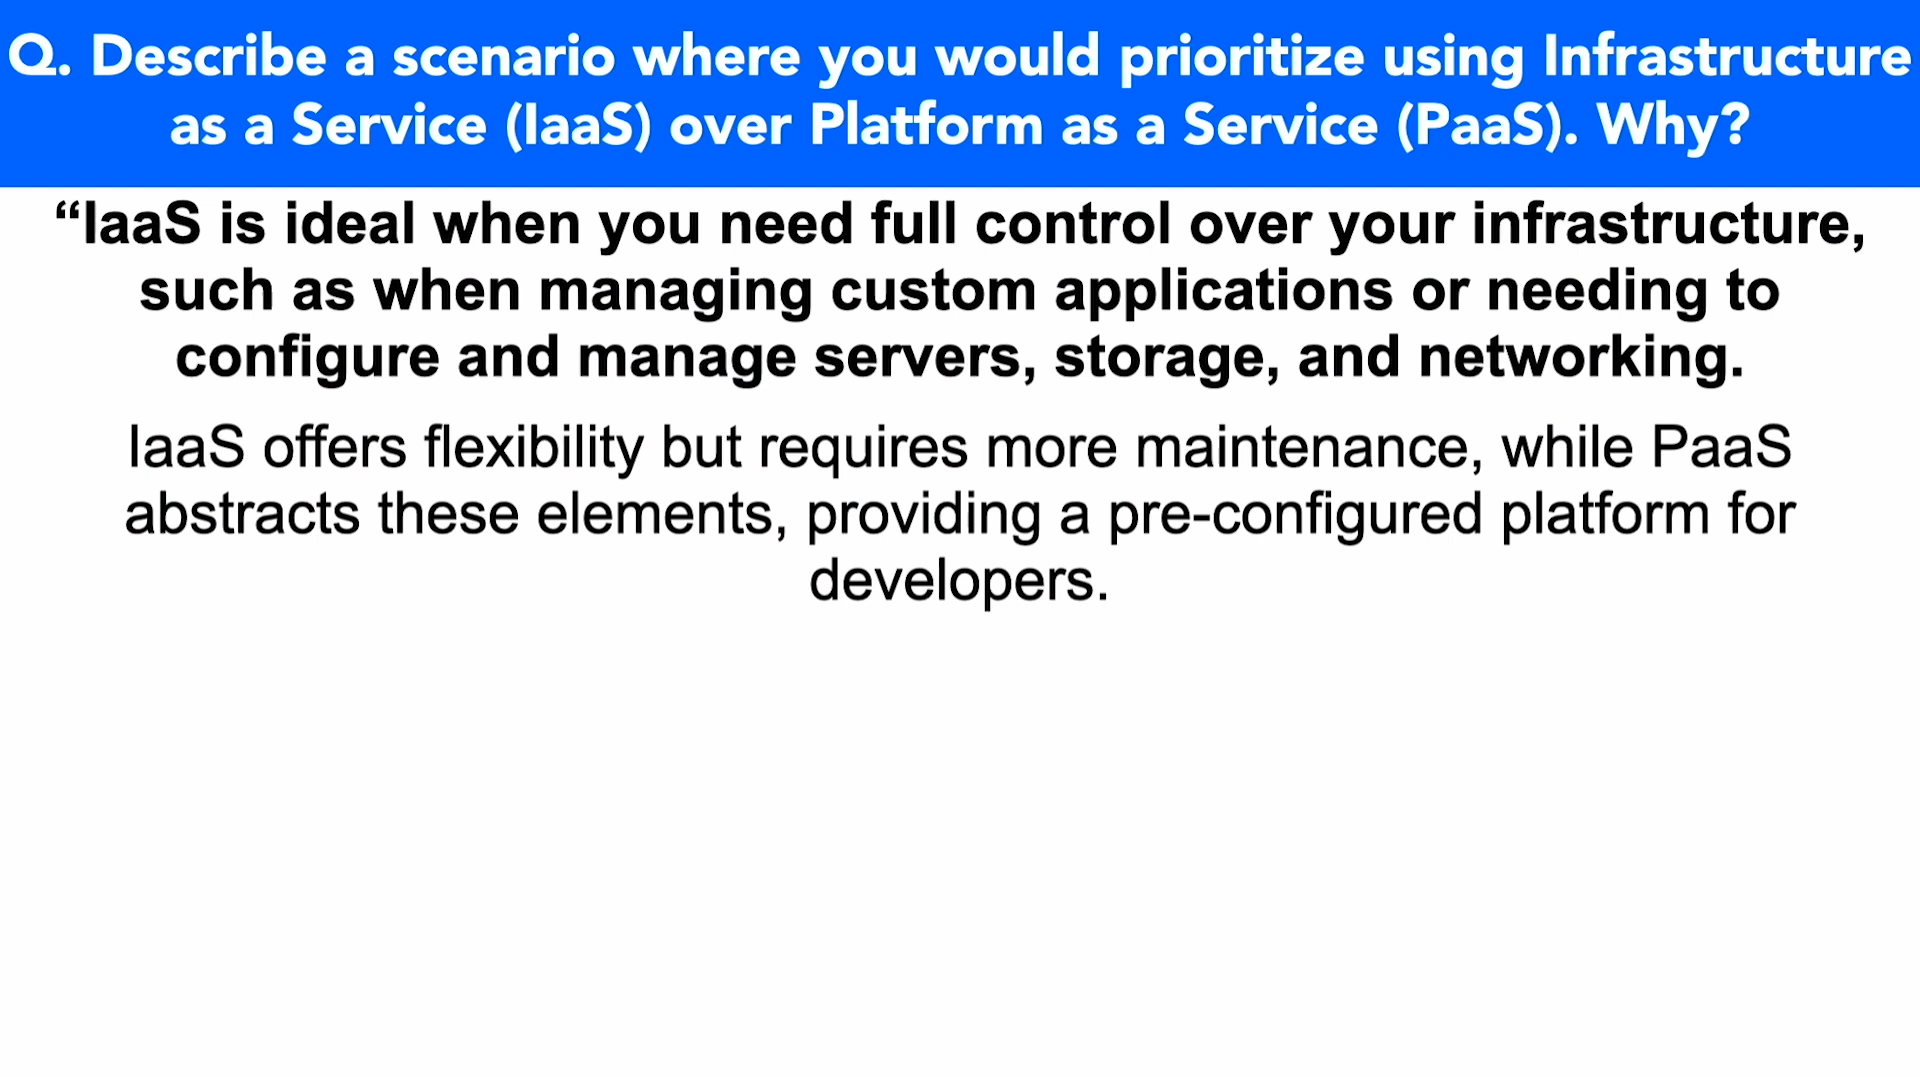 Q. Describe a scenario where you would prioritize using Infrastructure
as a Service (IaaS) over Platform as a Service (PaaS). Why?
“IaaS is ideal when you need full control over your infrastructure,
such as when managing custom applications or needing to
configure and manage servers, storage, and networking.
IaaS offers flexibility but requires more maintenance, while PaaS
abstracts these elements, providing a pre-configured platform for
developers.